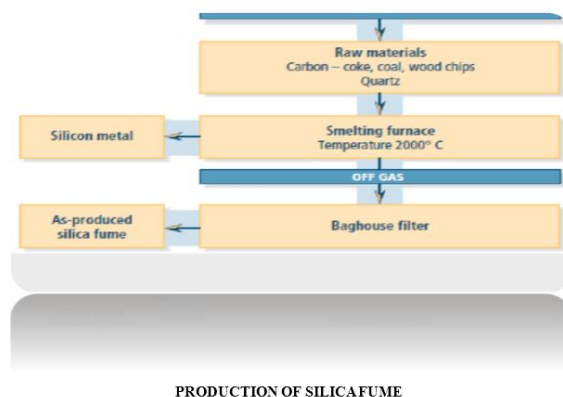 Raw materials
Carbon – coke, coal, wood chips
Quartz
Silicon metal
Smelting furnace
Temperature 2000° C
OFF GAS
As-produced
silica fume
Baghouse filter
PRODUCTION OF SILICAFUME